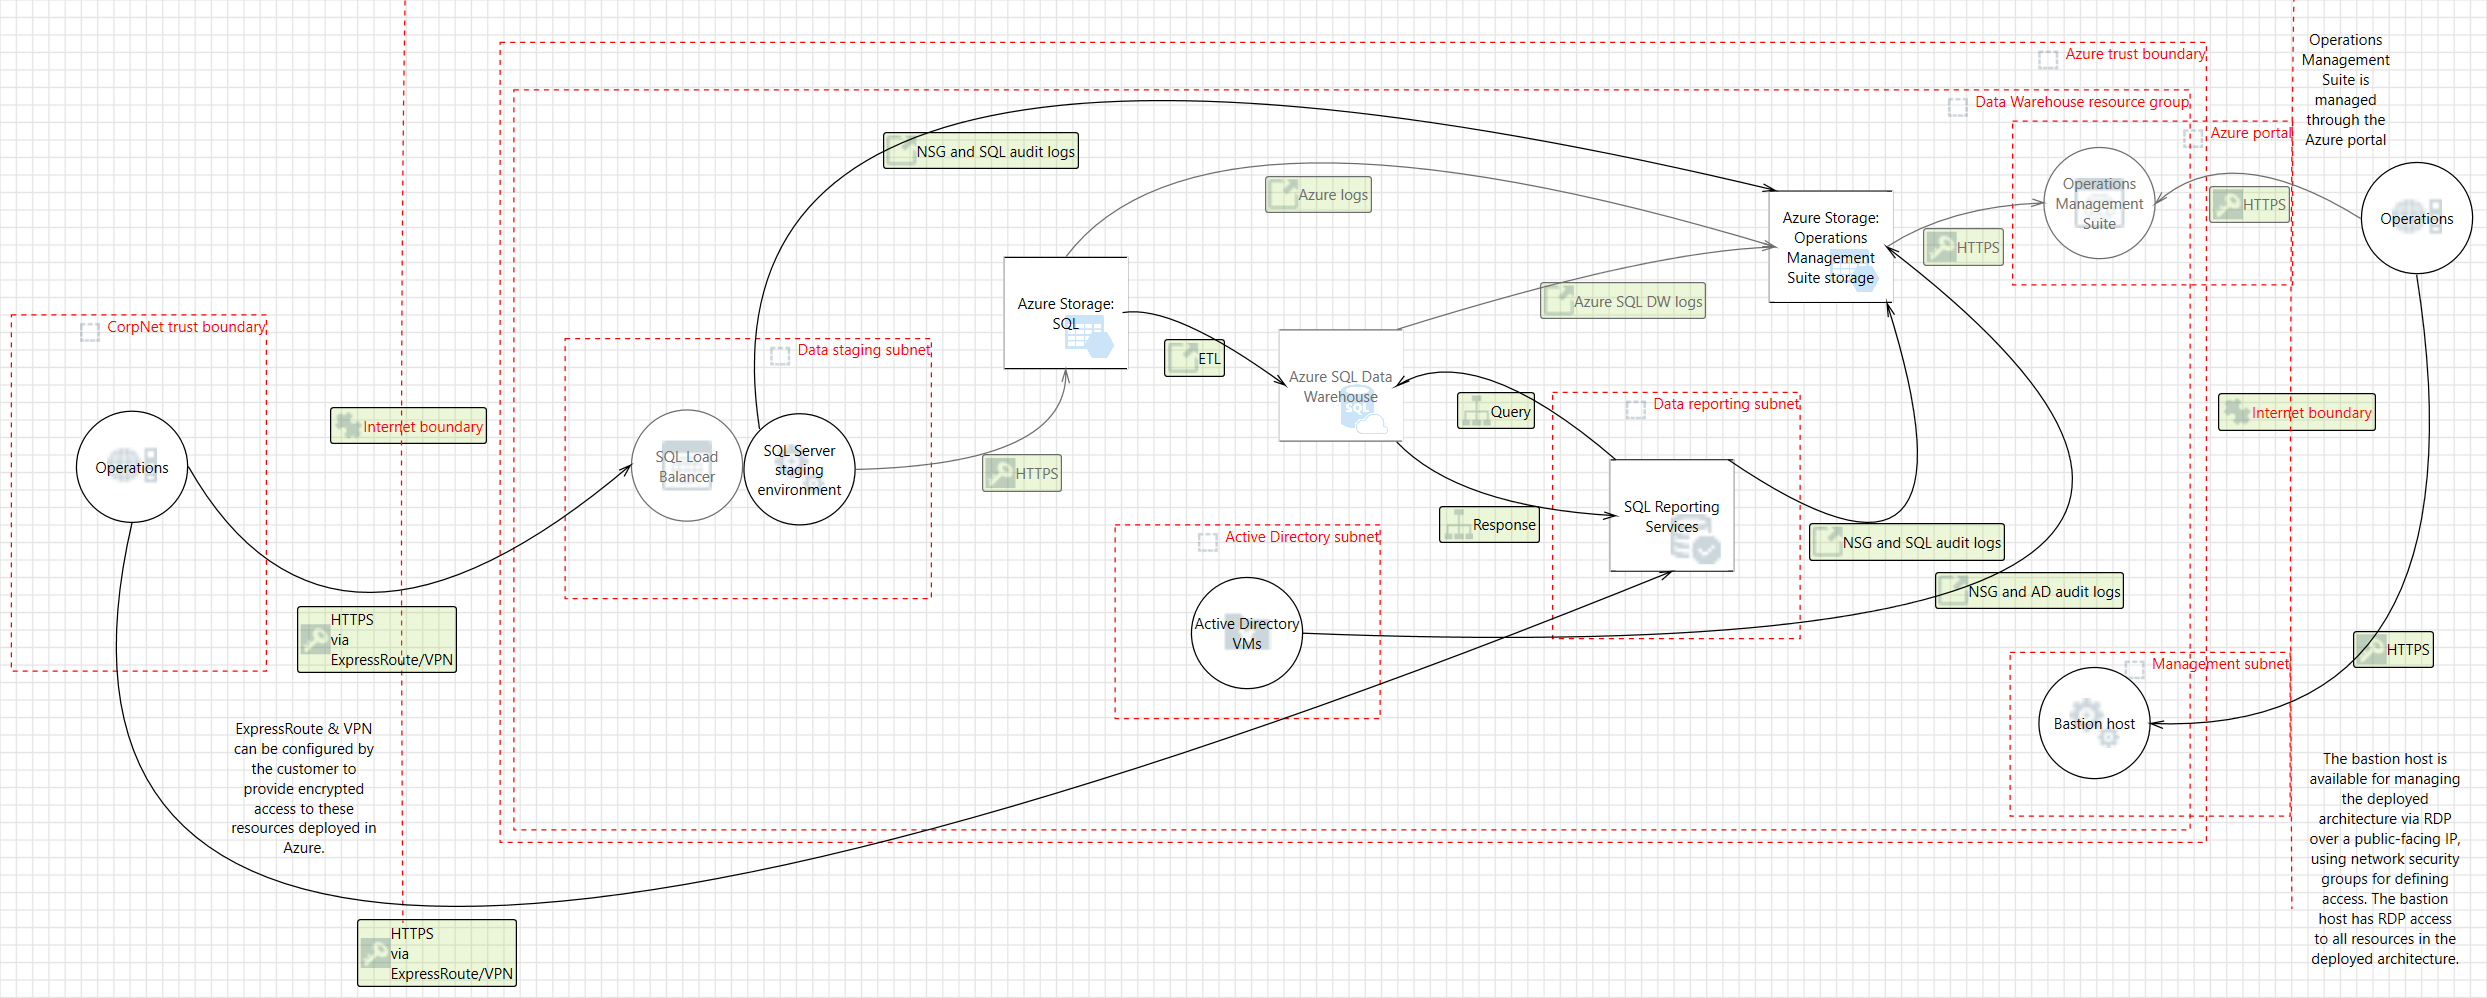 Operations
Management
Suite is
managed
through the
Azure portal
Azure trust boundary
Data Warehouse resource group
Azure portal
NSG and SQL audit logs
Azure logs
Operations
Management
Suite
HTTPS
Operations
Azure Storage:
Operations
Management
Suite storage
HTTPS
Azure SQL DW logs
Azure Storage:
SQL
CorpNet trust boundary
Data staging subnet
ETL
Azure SQL Data
Warehouse
Query
Data reporting subnet
Internet boundary
Internet boundary
Operations
SQL Load
Balancer
SQL Server
staging
environment
HTTPS
Response
SQL Reporting
Services
Active Directory subnet
NSG and SQL audit logs
NSG and AD audit logs
Active Directory
VMs
HTTPS
via
ExpressRoute/VPN
HTTPS
Management subnet
Bastion host
ExpressRoute & VPN
can be configured by
the customer to
provide encrypted
access to these
resources deployed in
Azure.
The bastion host is
available for managing
the deployed
architecture via RDP
over a public-facing IP,
using network security
groups for defining
access. The bastion
host has RDP access
to all resources in the
deployed architecture.
HTTPS
via
ExpressRoute/VPN